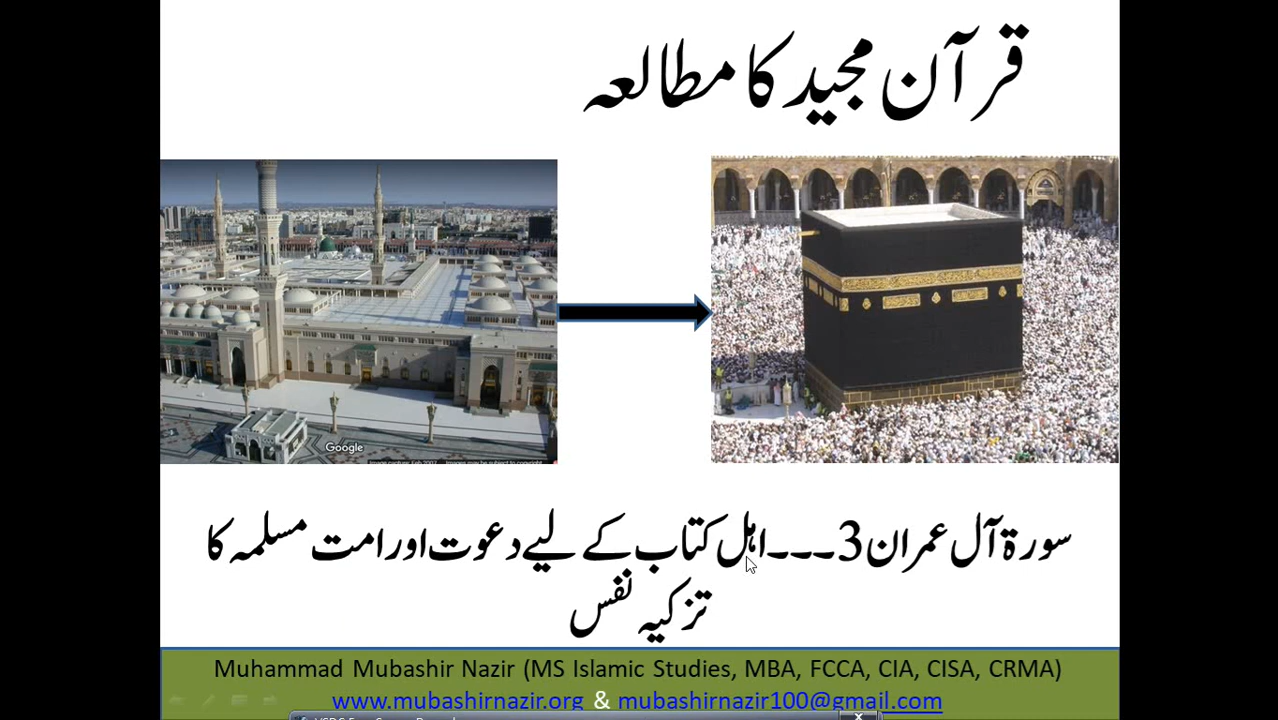 قرآن مجید کا مطالعہ
Google
سورۃ آل عمران 3۔۔۔اہل کتاب کے لیے دعوت اور امت مسلمہ کا
تزکیہ نفس
Muhammad Mubashir Nazir (MS Islamic Studies, MBA, FCCA, CIA, CISA, CRMA)
www.mubashirnazir.org & mubashirnazir100@gmail.com